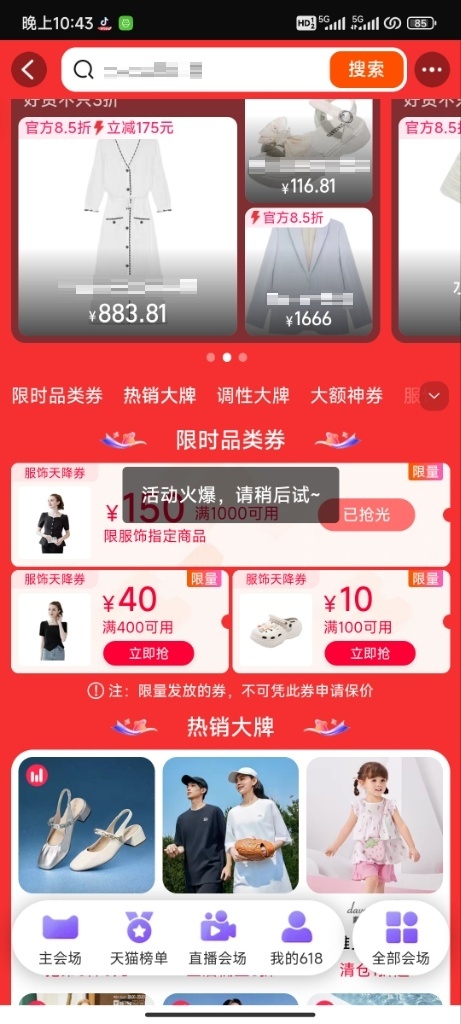 晚上10:43
HD 5G 5G 85
搜索
好货不只5折
官方8.5折 立减175元
¥883.81
¥116.81
官方8.5折
¥1666
官方8.5
限时品类券 热销大牌 调性大牌 大额神券 服
限时品类券
服饰天降券 限量
¥150 满1000可用
限服饰指定商品
已抢光
活动火爆，请稍后试~
服饰天降券 限量
¥40
满400可用
立即抢
服饰天降券 限量
¥10
满100可用
立即抢
注：限量发放的券，不可凭此券申请保价
热销大牌
主会场 天猫榜单 直播会场 我的618 全部会场